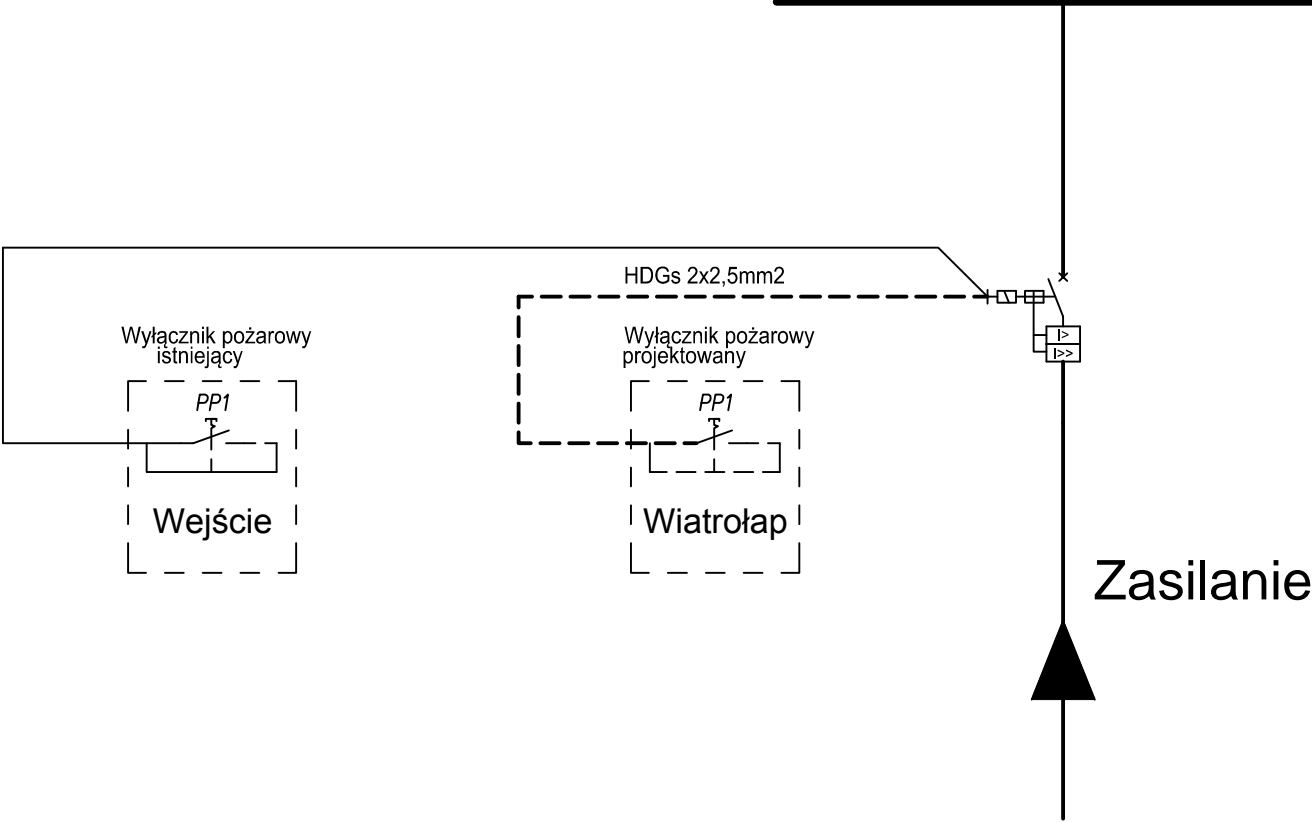 HDGs 2x2,5mm2
Wyłącznik pożarowy
istniejący
PP1
Wejście
Wyłącznik pożarowy
projektowany
PP1
Wiatrołap
I>
I>>
Zasilanie